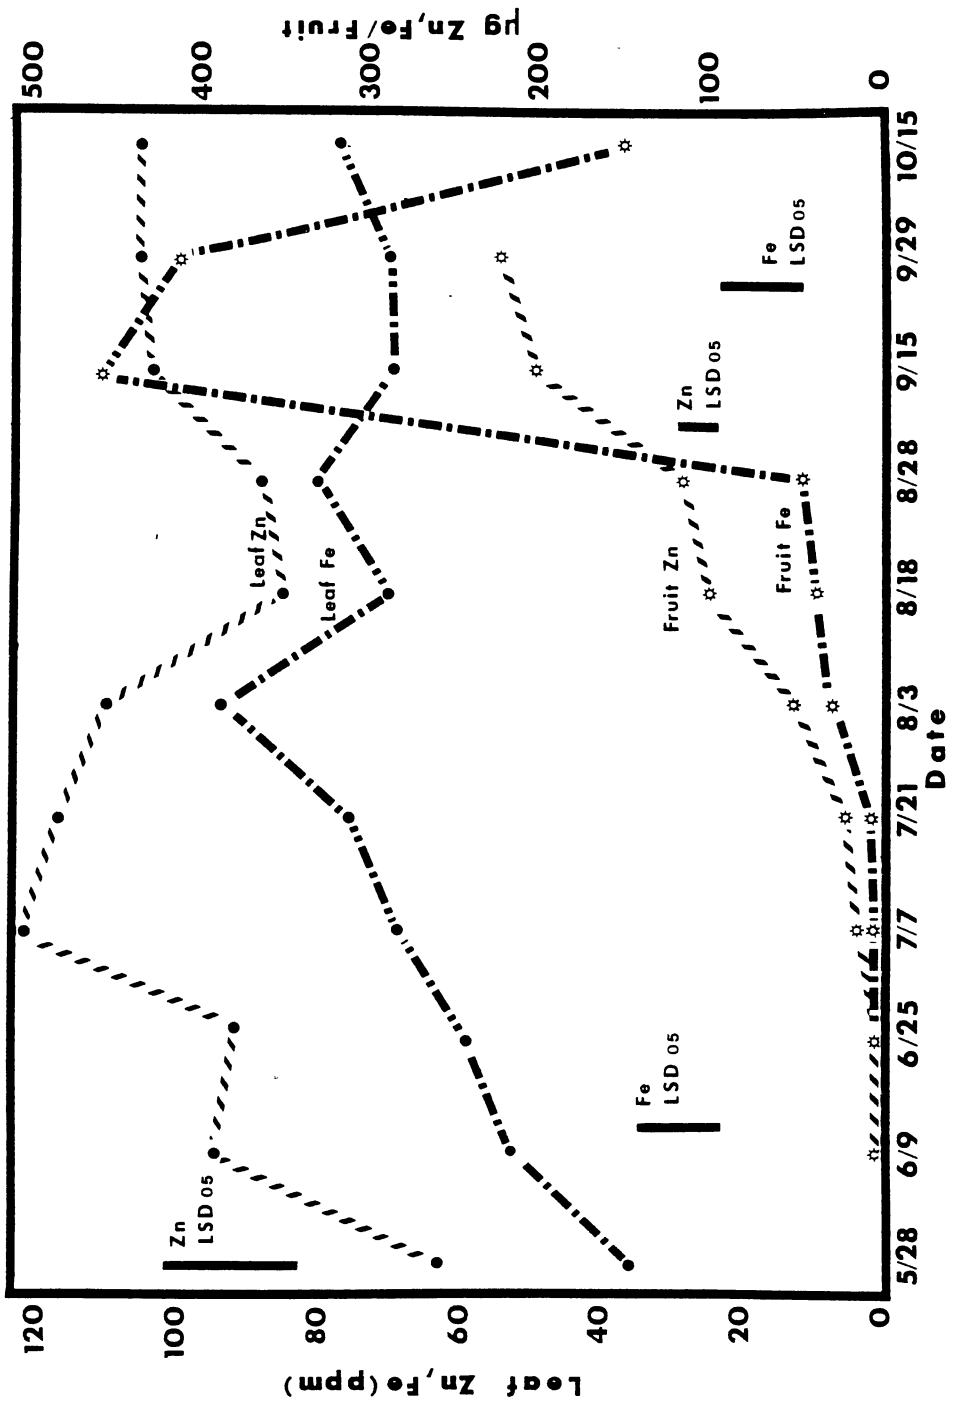 Leaf Zn,Fe(ppm)
120
100
80
60
40
20
0
µg Zn,Fe/Fruit
500
400
300
200
100
0
Zn
LSD 05
Leaf Zn
Leaf Fe
Fe
LSD 05
Fruit Zn
Fruit Fe
Zn
LSD 05
Fe
LSD 05
5/28 6/9 6/25 7/7 7/21 8/3 8/18 8/28 9/15 9/29 10/15
Date